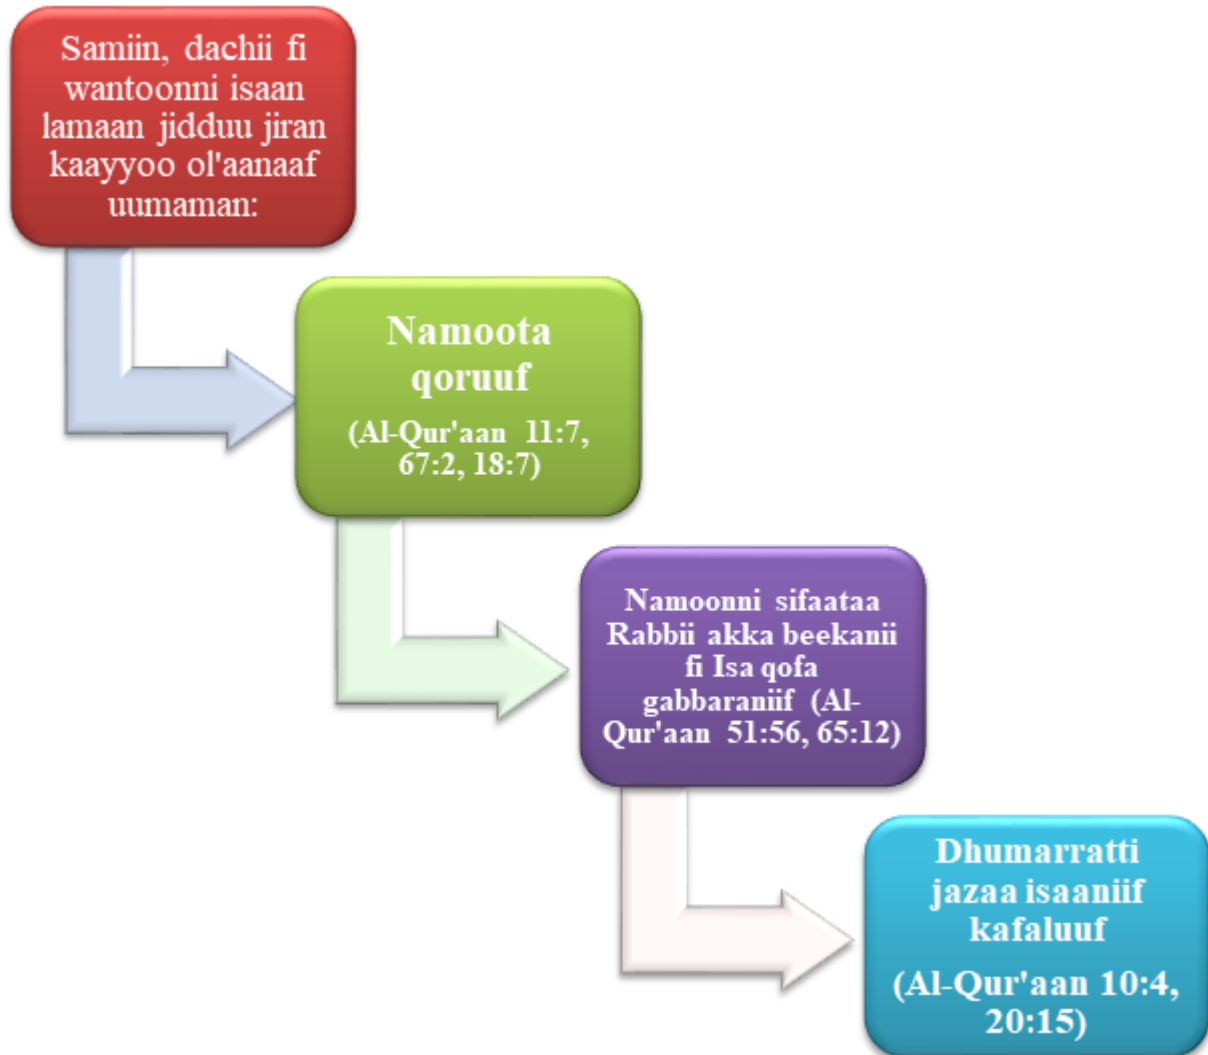 Samiin, dachii fi
wantoonni isaan
lamaan jidduu jiran
kaayyoo ol'aanaaf
uumaman:
Namoota
qoruuf
(Al-Qur'aan 11:7,
67:2, 18:7)
Namoonni sifaataa
Rabbii akka beekanii
fi Isa qofa
gabbaraniif (Al-
Qur'aan 51:56, 65:12)
Dhumarratti
jazaa isaaniif
kafaluuf
(Al-Qur'aan 10:4,
20:15)